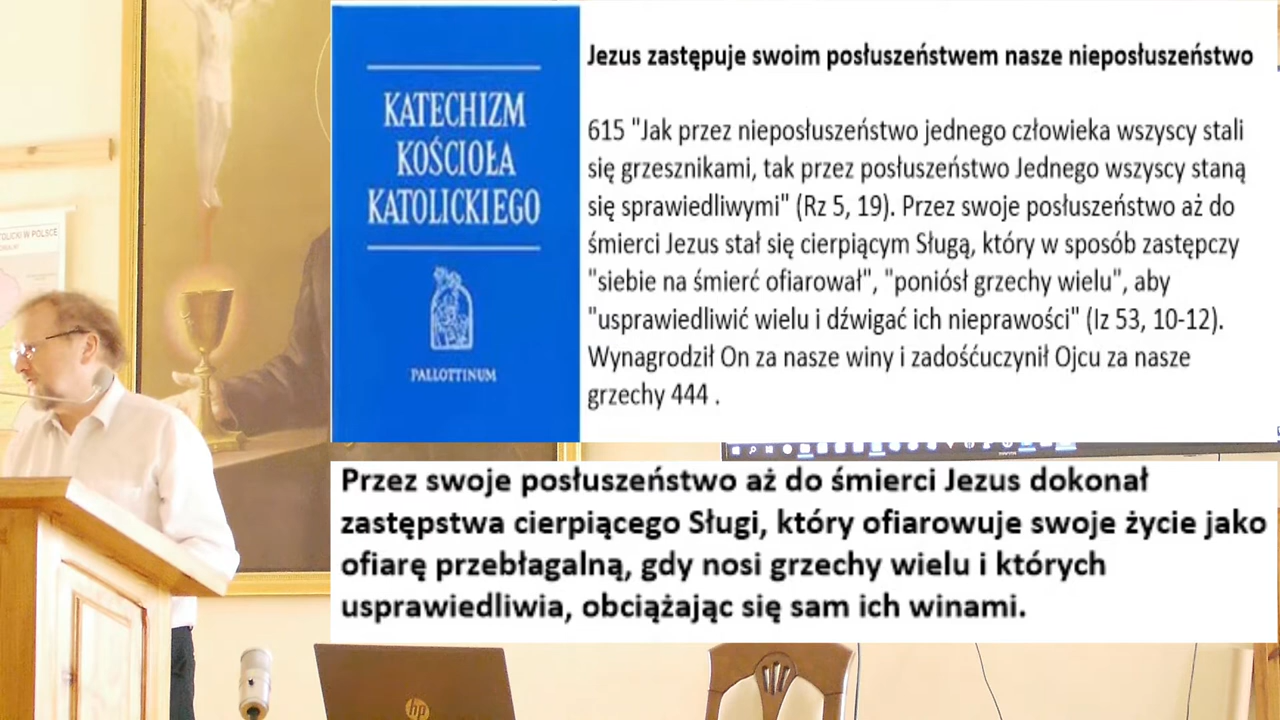 KATECHIZM
KOŚCIOŁA
KATOLICKIEGO
PALLOTTINUM
Jezus zastępuje swoim posłuszeństwem nasze nieposłuszeństwo
615 "Jak przez nieposłuszeństwo jednego człowieka wszyscy stali
się grzesznikami, tak przez posłuszeństwo Jednego wszyscy staną
się sprawiedliwymi" (Rz 5, 19). Przez swoje posłuszeństwo aż do
śmierci Jezus stał się cierpiącym Sługą, który w sposób zastępczy
"siebie na śmierć ofiarował", "poniósł grzechy wielu", aby
"usprawiedliwić wielu i dźwigać ich nieprawości" (Iz 53, 10-12).
Wynagrodził On za nasze winy i zadośćuczynił Ojcu za nasze
grzechy 444 .
Przez swoje posłuszeństwo aż do śmierci Jezus dokonał
zastępstwa cierpiącego Sługi, który ofiarowuje swoje życie jako
ofiarę przebłagalną, gdy nosi grzechy wielu i których
usprawiedliwia, obciążając się sam ich winami.
W POLSCE
hp